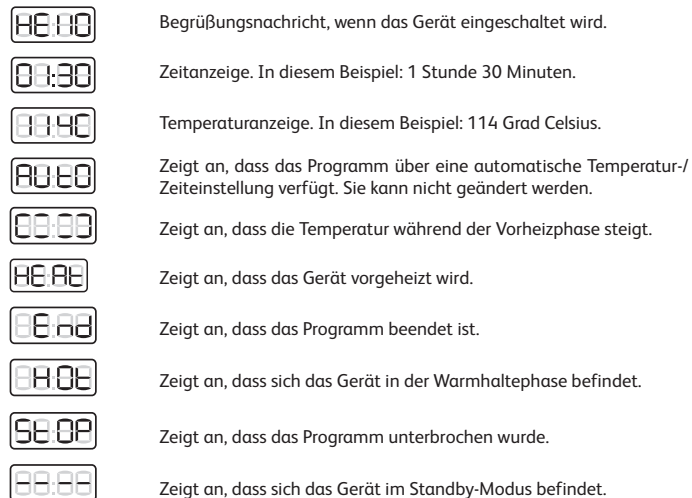 HEllO Begrüßungsnachricht, wenn das Gerät eingeschaltet wird.
01:30 Zeitanzeige. In diesem Beispiel: 1 Stunde 30 Minuten.
114C Temperaturanzeige. In diesem Beispiel: 114 Grad Celsius.
AUtO Zeigt an, dass das Programm über eine automatische Temperatur-/
Zeiteinstellung verfügt. Sie kann nicht geändert werden.
Zeigt an, dass die Temperatur während der Vorheizphase steigt.
HEAt Zeigt an, dass das Gerät vorgeheizt wird.
End Zeigt an, dass das Programm beendet ist.
HOt Zeigt an, dass sich das Gerät in der Warmhaltephase befindet.
StOP Zeigt an, dass das Programm unterbrochen wurde.
---- Zeigt an, dass sich das Gerät im Standby-Modus befindet.